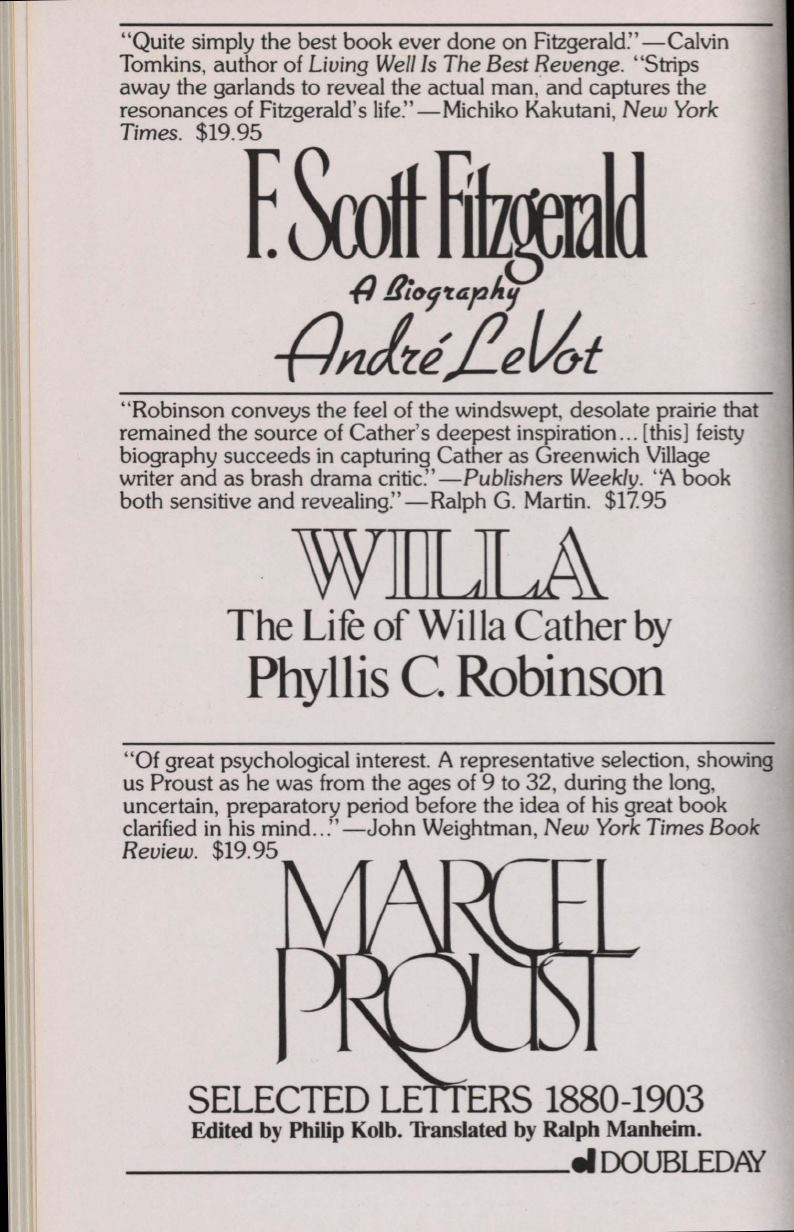 “Quite simply the best book ever done on Fitzgerald.”—Calvin
Tomkins, author of Living Well Is The Best Revenge. “Strips
away the garlands to reveal the actual man, and captures the
resonances of Fitzgerald’s life.”—Michiko Kakutani, New York
Times. $19.95
F. Scott Fitzgerald
A Biography
André LeVot
“Robinson conveys the feel of the windswept, desolate prairie that
remained the source of Cather’s deepest inspiration... [this] feisty
biography succeeds in capturing Cather as Greenwich Village
writer and as brash drama critic.”—Publishers Weekly. “A book
both sensitive and revealing.”—Ralph G. Martin. $17.95
WILLA
The Life of Willa Cather by
Phyllis C. Robinson
“Of great psychological interest. A representative selection, showing
us Proust as he was from the ages of 9 to 32, during the long,
uncertain, preparatory period before the idea of his great book
clarified in his mind...”—John Weightman, New York Times Book
Review. $19.95
MARCEL
PROUST
SELECTED LETTERS 1880-1903
Edited by Philip Kolb. Translated by Ralph Manheim.
d DOUBLEDAY